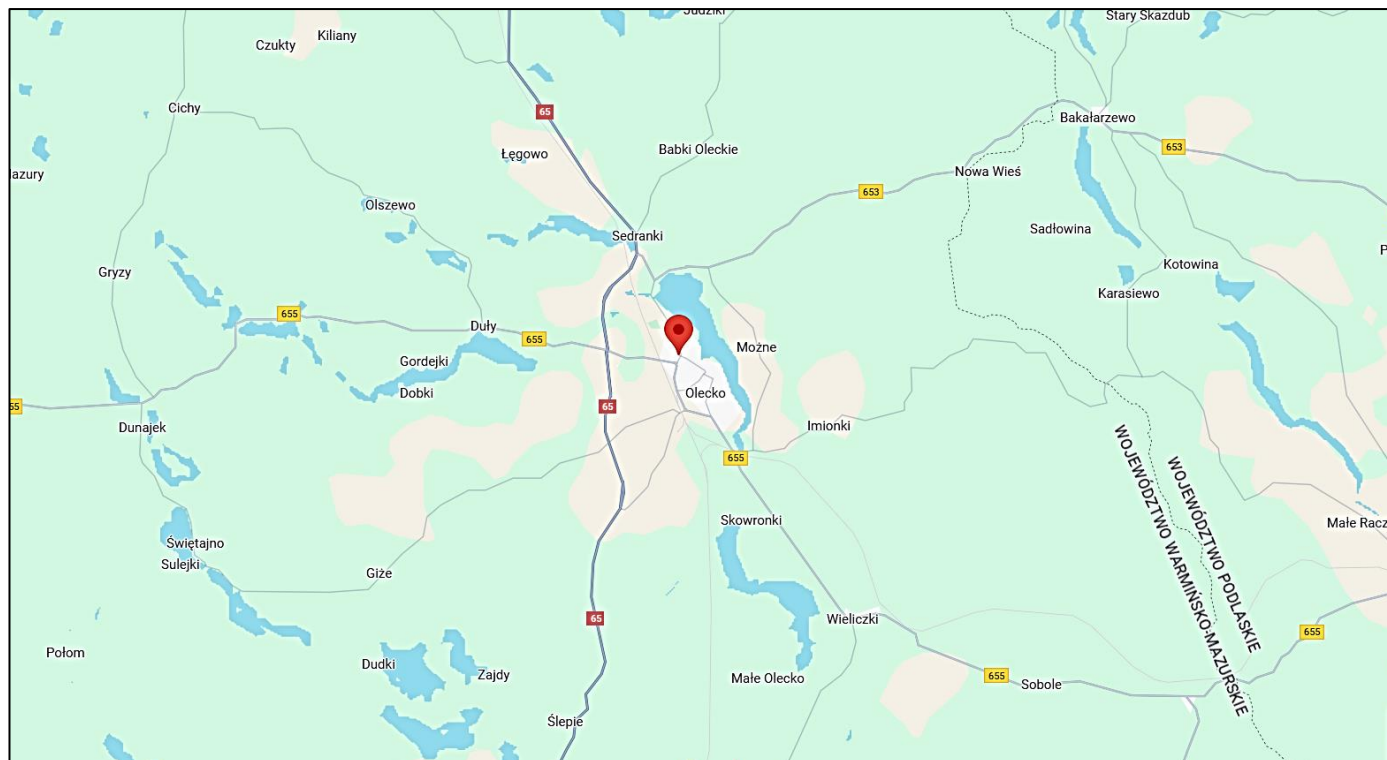 Judziki
Stary Skazdub
Kiliany
Czukty
Cichy
65
Bakałarzewo
653
Babki Oleckie
Łęgowo
Nowa Wieś
653
Olszewo
Sadłowina
Sedranki
Kotowina
Gryzy
Karasiewo
655
Duły
655
Możne
Gordejki
Dobki
Olecko
65
Dunajek
Imionki
655
WOJEWÓDZTWO PODLASKIE
WOJEWÓDZTWO WARMIŃSKO-MAZURSKIE
Skowronki
Małe Racz
Świętajno
Sulejki
Giże
65
Wieliczki
655
Połom
Dudki
Zajdy
Małe Olecko
655
Sobole
Ślepie